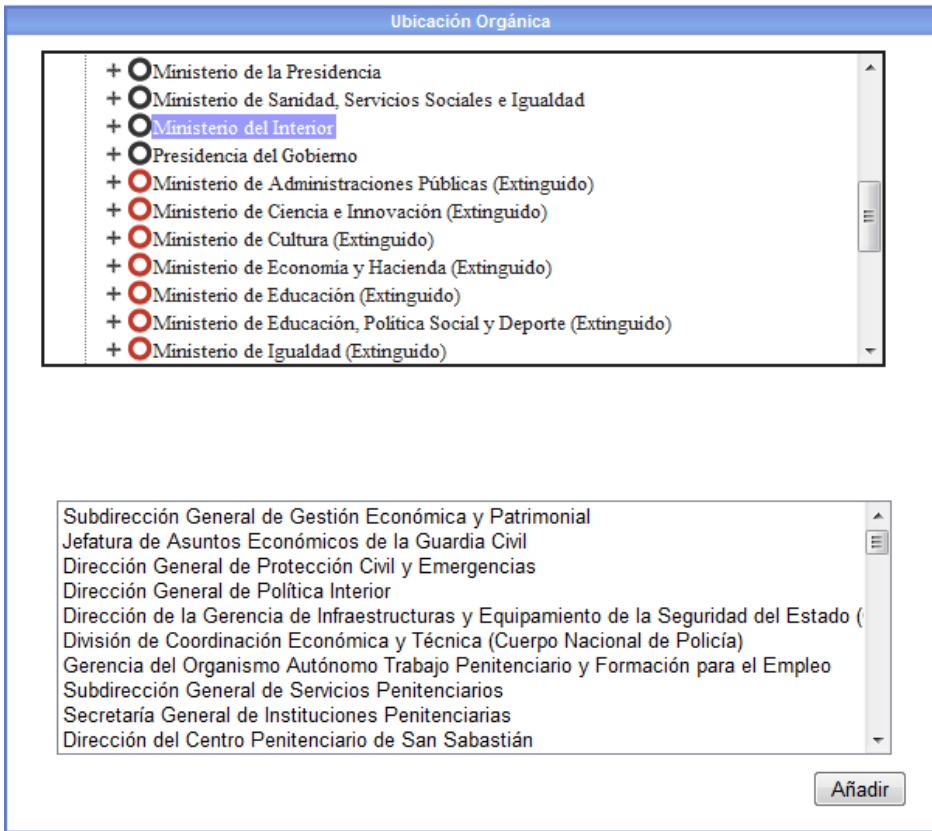 Ubicación Orgánica
Ministerio de la Presidencia
Ministerio de Sanidad, Servicios Sociales e Igualdad
Ministerio del Interior
Presidencia del Gobierno
Ministerio de Administraciones Públicas (Extinguido)
Ministerio de Ciencia e Innovación (Extinguido)
Ministerio de Cultura (Extinguido)
Ministerio de Economía y Hacienda (Extinguido)
Ministerio de Educación (Extinguido)
Ministerio de Educación, Política Social y Deporte (Extinguido)
Ministerio de Igualdad (Extinguido)
Subdirección General de Gestión Económica y Patrimonial
Jefatura de Asuntos Económicos de la Guardia Civil
Dirección General de Protección Civil y Emergencias
Dirección General de Política Interior
Dirección de la Gerencia de Infraestructuras y Equipamiento de la Seguridad del Estado (
División de Coordinación Económica y Técnica (Cuerpo Nacional de Policía)
Gerencia del Organismo Autónomo Trabajo Penitenciario y Formación para el Empleo
Subdirección General de Servicios Penitenciarios
Secretaría General de Instituciones Penitenciarias
Dirección del Centro Penitenciario de San Sabastián
Añadir